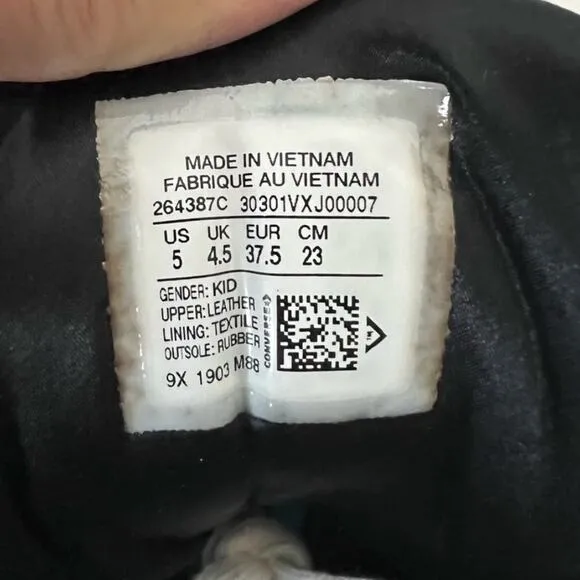 MADE IN VIETNAM
FABRIQUE AU VIETNAM
264387C 30301VXJ00007
US UK EUR CM
5 4.5 37.5 23
GENDER: KID
UPPER: LEATHER
LINING: TEXTILE
OUTSOLE: RUBBER
9X 1903 M88
CONVERSE